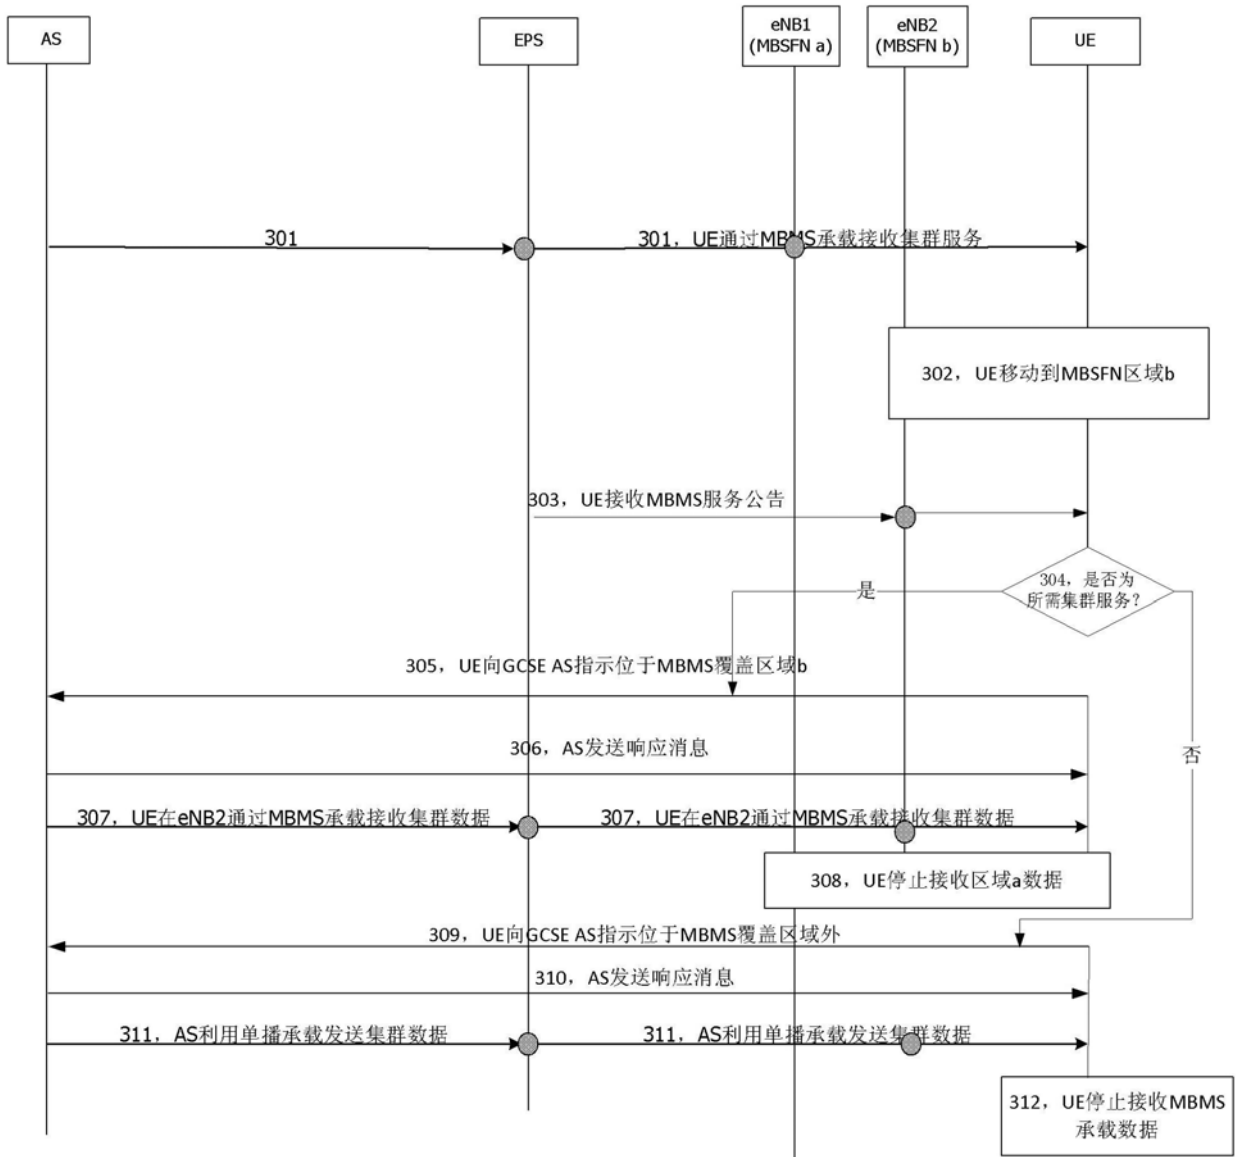 AS
EPS
eNB1
(MBSFN a)
eNB2
(MBSFN b)
UE
301
301，UE通过MBMS承载接收集群服务
302，UE移动到MBSFN区域b
303，UE接收MBMS服务公告
304，是否为
所需集群服务？
是
305，UE向GCSE AS指示位于MBMS覆盖区域b
306，AS发送响应消息
否
307，UE在eNB2通过MBMS承载接收集群数据
307，UE在eNB2通过MBMS承载接收集群数据
308，UE停止接收区域a数据
309，UE向GCSE AS指示位于MBMS覆盖区域外
310，AS发送响应消息
311，AS利用单播承载发送集群数据
311，AS利用单播承载发送集群数据
312，UE停止接收MBMS
承载数据